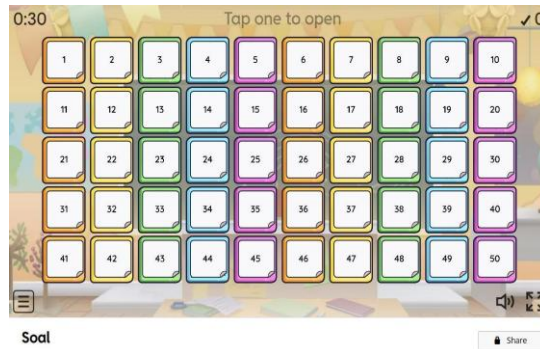 0:30 Tap one to open ✓ 0
1 2 3 4 5 6 7 8 9 10
11 12 13 14 15 16 17 18 19 20
21 22 23 24 25 26 27 28 29 30
31 32 33 34 35 36 37 38 39 40
41 42 43 44 45 46 47 48 49 50
Soal Share